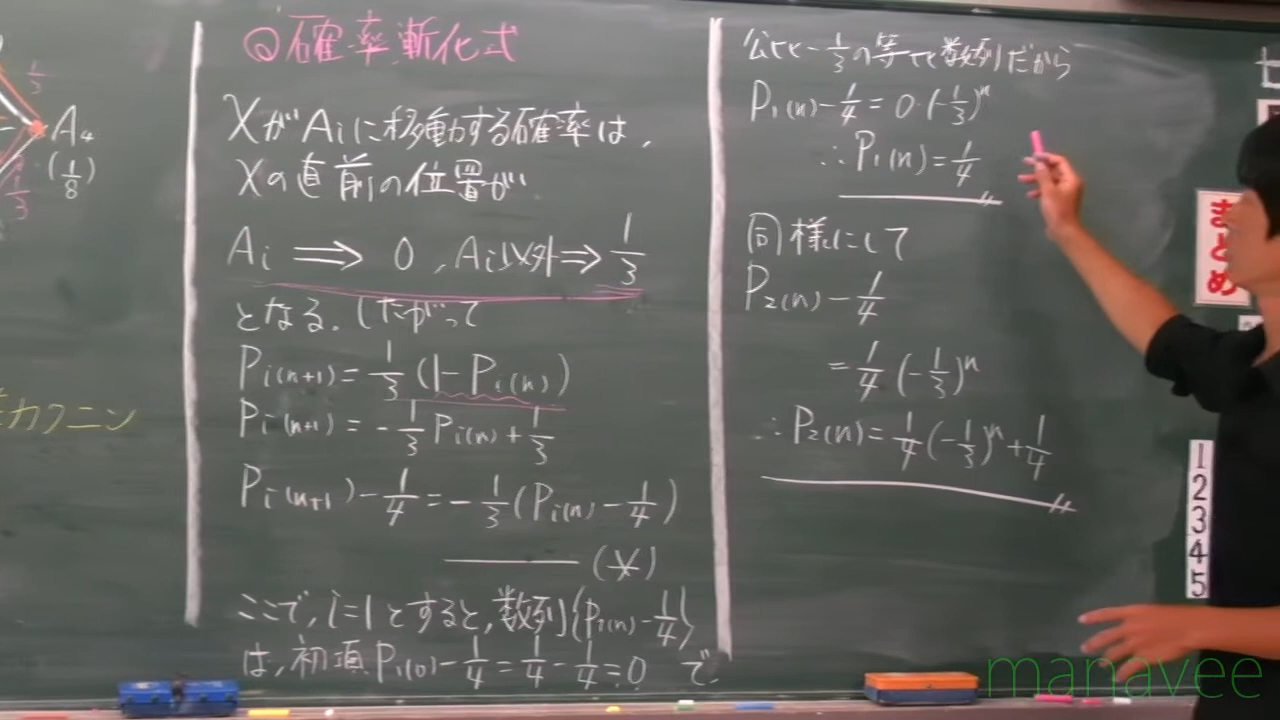 1/3
A₄
(1/8)
1/3
カクニン
◎確率漸化式
XがAiに移動する確率は,
Xの直前の位置が
Ai ⟹ 0, Ai以外 ⇒ 1/3
となる. したがって
Pi(n+1) = 1/3 (1-Pi(n))
Pi(n+1) = -1/3 Pi(n) + 1/3
Pi(n+1) - 1/4 = -1/3 (Pi(n) - 1/4)
――― (*)
ここで, i=1とすると, 数列{P₁(n) - 1/4}
は, 初項 P₁(0) - 1/4 = 1/4 - 1/4 = 0 で
公比 -1/3 の等比数列だから
P₁(n) - 1/4 = 0・(-1/3)ⁿ
∴ P₁(n) = 1/4
同様にして
P₂(n) - 1/4
= 1/4 (-1/3)ⁿ
∴ P₂(n) = 1/4 (-1/3)ⁿ + 1/4
まとめ
1
2
3
4
5
manavee